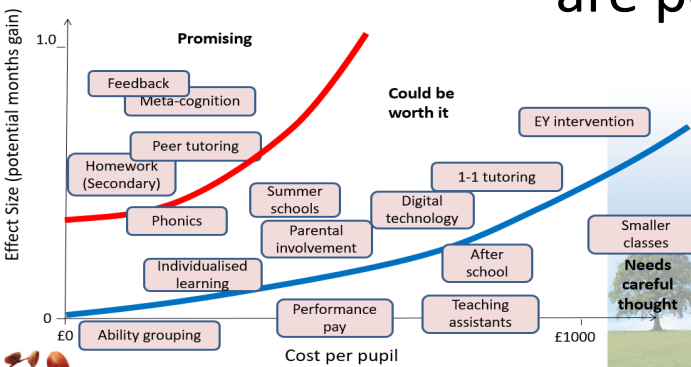 are p
Effect Size (potential months gain)
1.0
Promising
Feedback
Meta-cognition
Could be
worth it
EY intervention
Peer tutoring
Homework
(Secondary)
1-1 tutoring
Summer
schools
Digital
technology
Phonics
Parental
involvement
Smaller
classes
After
school
Individualised
learning
Needs
careful
thought
Performance
pay
Teaching
assistants
0
£0
Ability grouping
£1000
Cost per pupil